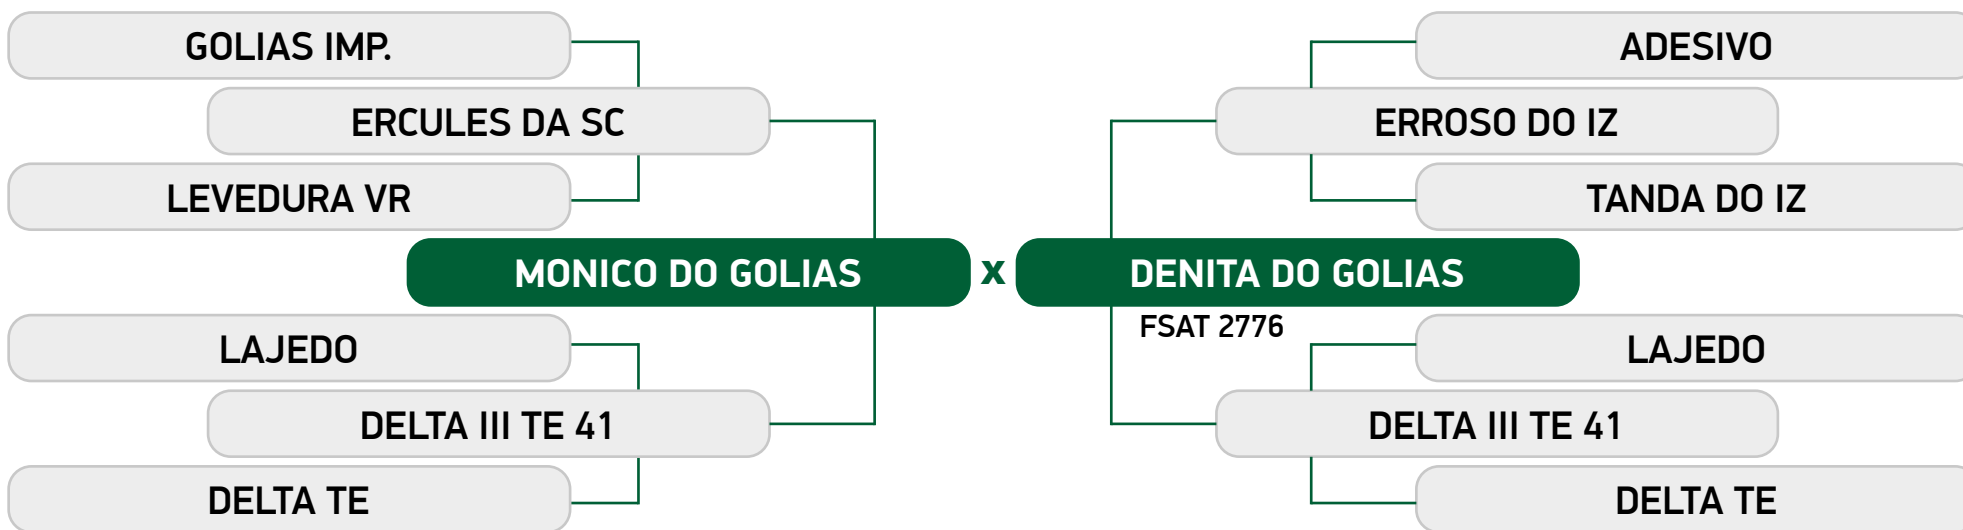 GOLIAS IMP.
ADESIVO
ERCULES DA SC
ERROSO DO IZ
LEVEDURA VR
TANDA DO IZ
MONICO DO GOLIAS x DENITA DO GOLIAS
FSAT 2776
LAJEDO
LAJEDO
DELTA III TE 41
DELTA III TE 41
DELTA TE
DELTA TE